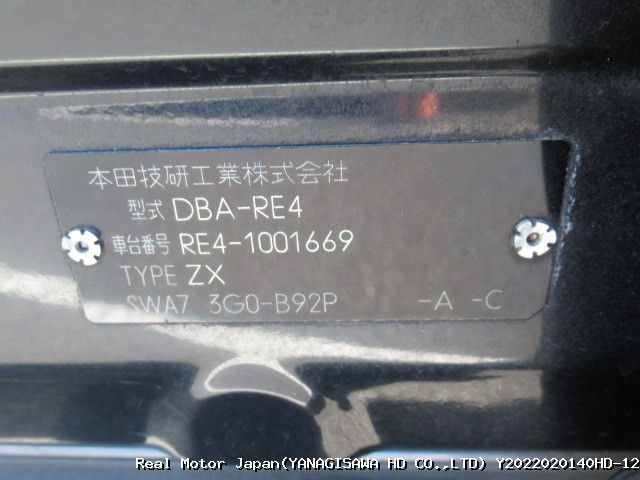 本田技研工業株式会社
型式 DBA-RE4
車台番号 RE4-1001669
TYPE ZX
SWA7 3G0-B92P -A -C
Real Motor Japan(YANAGISAWA HD CO.,LTD) Y2022020140HD-12